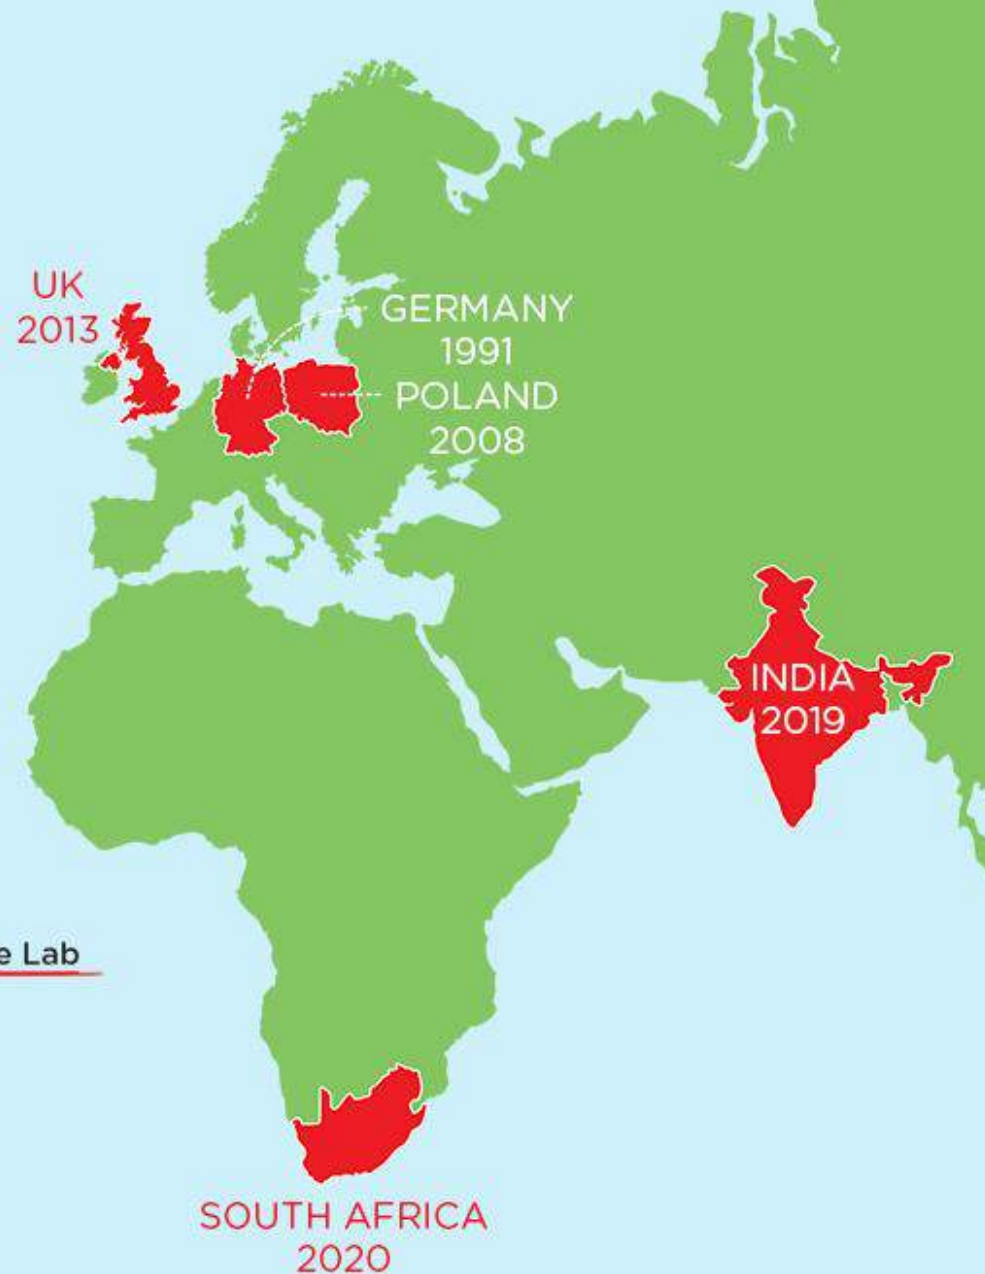 UK
2013
GERMANY
1991
POLAND
2008
INDIA
2019
e Lab
SOUTH AFRICA
2020